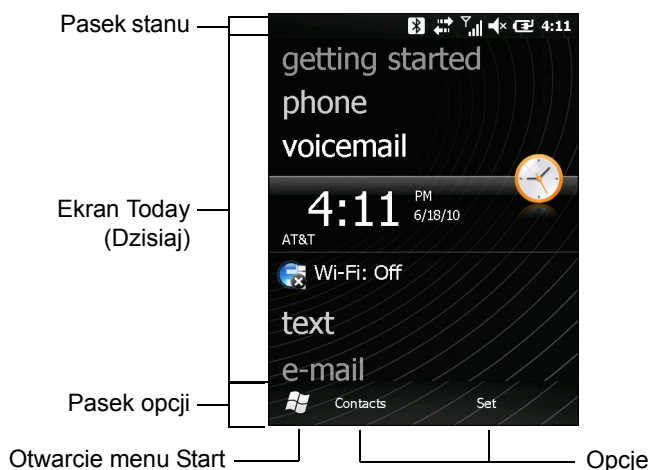 Pasek stanu
4:11
getting started
phone
voicemail
Ekran Today
(Dzisiaj)
4:11
PM
6/18/10
AT&T
Wi-Fi: Off
text
e-mail
Pasek opcji
Contacts
Set
Otwarcie menu Start
Opcje